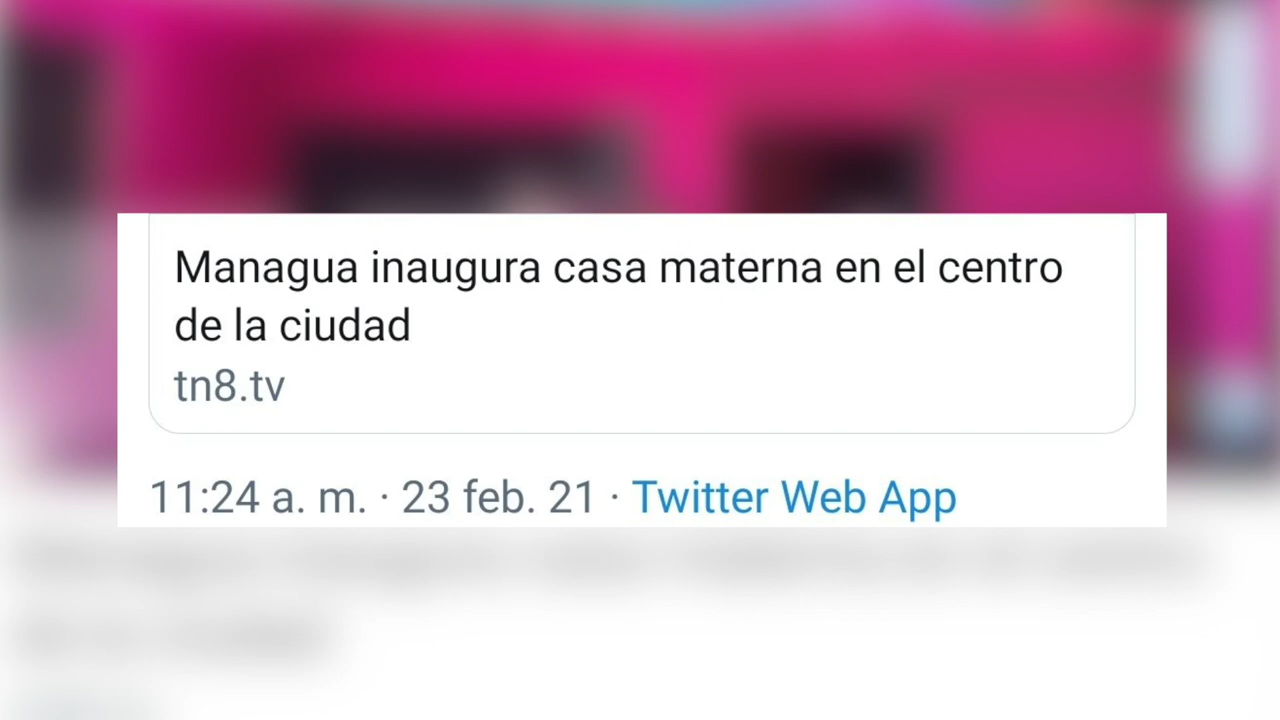 Managua inaugura casa materna en el centro
de la ciudad
tn8.tv
11:24 a. m. · 23 feb. 21 · Twitter Web App